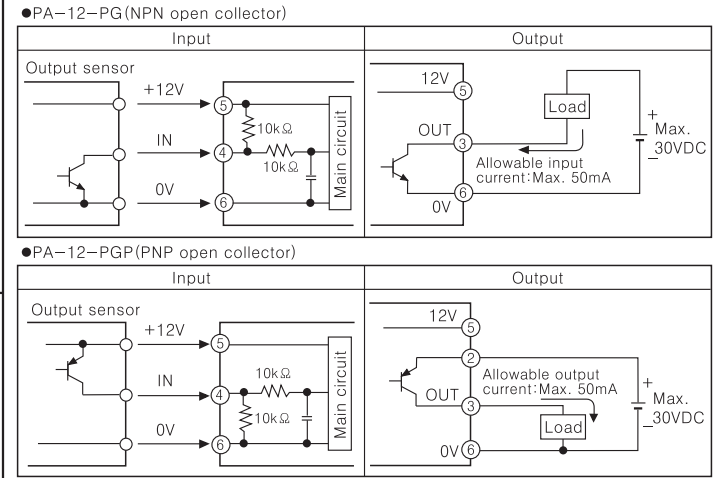 ●PA-12-PG(NPN open collector)
Input
Output
Output sensor
+12V
5
10kΩ
IN
4
10kΩ
0V
6
Main circuit
12V
5
Load
OUT
3
Allowable input
current:Max. 50mA
+
Max.
30VDC
−
6
0V
●PA-12-PGP(PNP open collector)
Input
Output
Output sensor
+12V
5
10kΩ
IN
4
10kΩ
0V
6
Main circuit
12V
5
2
Allowable output
current:Max. 50mA
OUT
3
Load
+
Max.
30VDC
−
0V
6